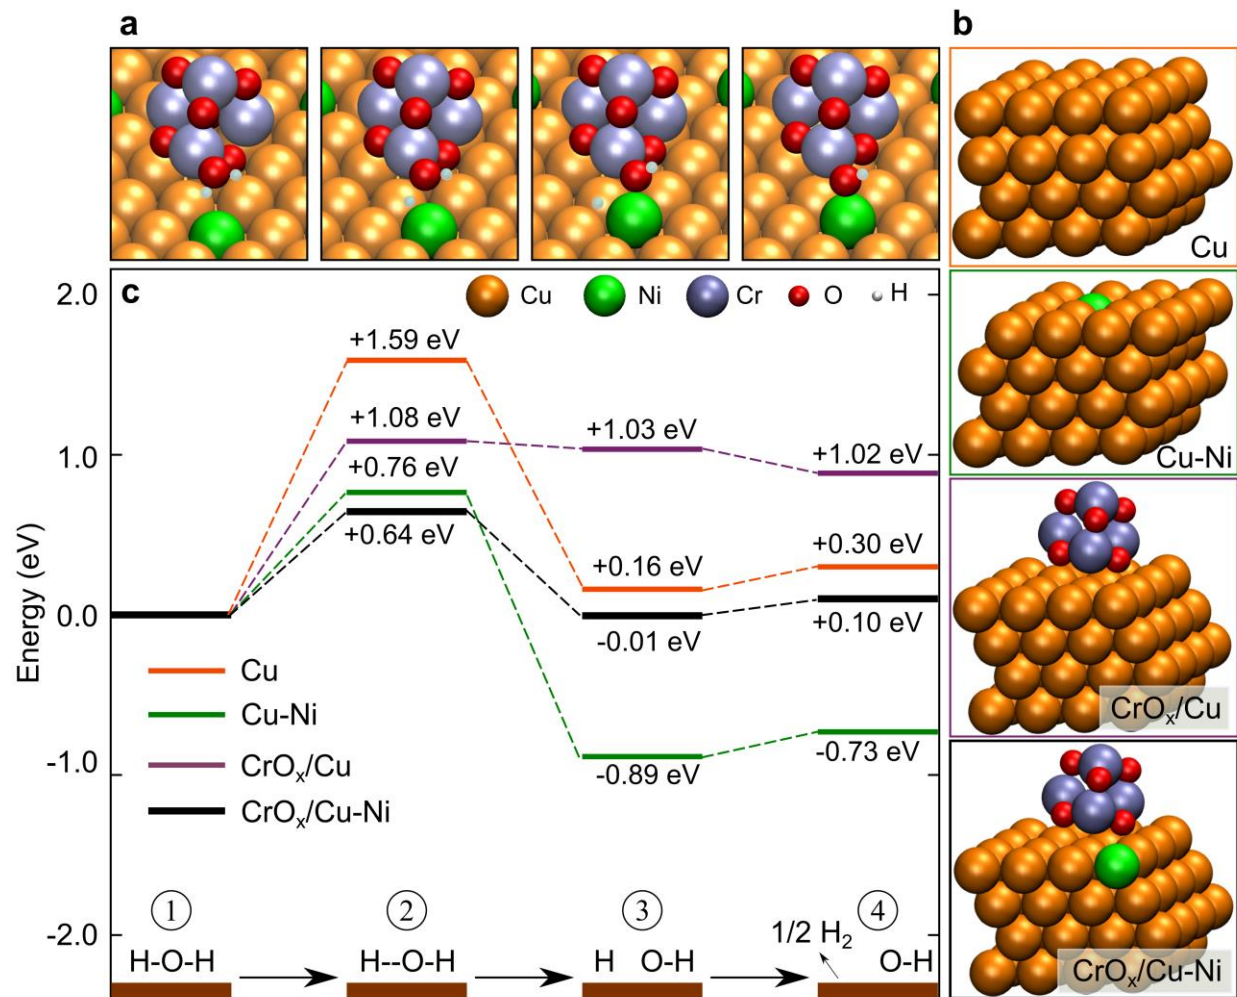 a
b
c
Cu
Ni
Cr
O
H
Energy (eV)
2.0
1.0
0.0
-1.0
-2.0
+1.59 eV
+1.08 eV
+0.76 eV
+0.64 eV
+1.03 eV
+0.16 eV
-0.01 eV
-0.89 eV
+1.02 eV
+0.30 eV
+0.10 eV
-0.73 eV
Cu
Cu-Ni
CrOₓ/Cu
CrOₓ/Cu-Ni
①
②
③
④
H-O-H
H--O-H
H O-H
1/2 H₂
O-H
Cu
Cu-Ni
CrOₓ/Cu
CrOₓ/Cu-Ni